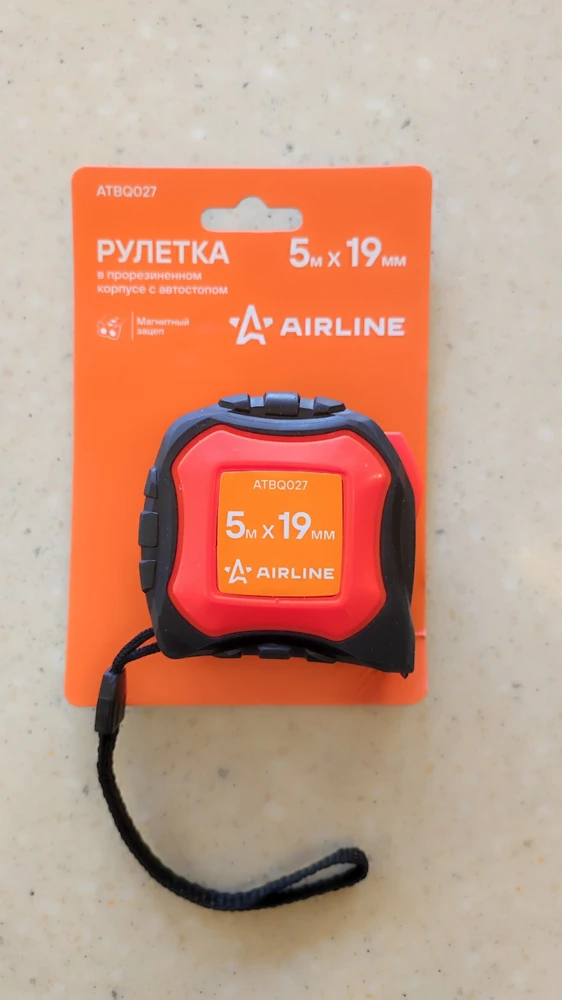 ATBQ027
РУЛЕТКА
в прорезиненном
корпусе с автостопом
5м x 19мм
Магнитный
зацеп
AIRLINE
ATBQ027
5м x 19мм
AIRLINE